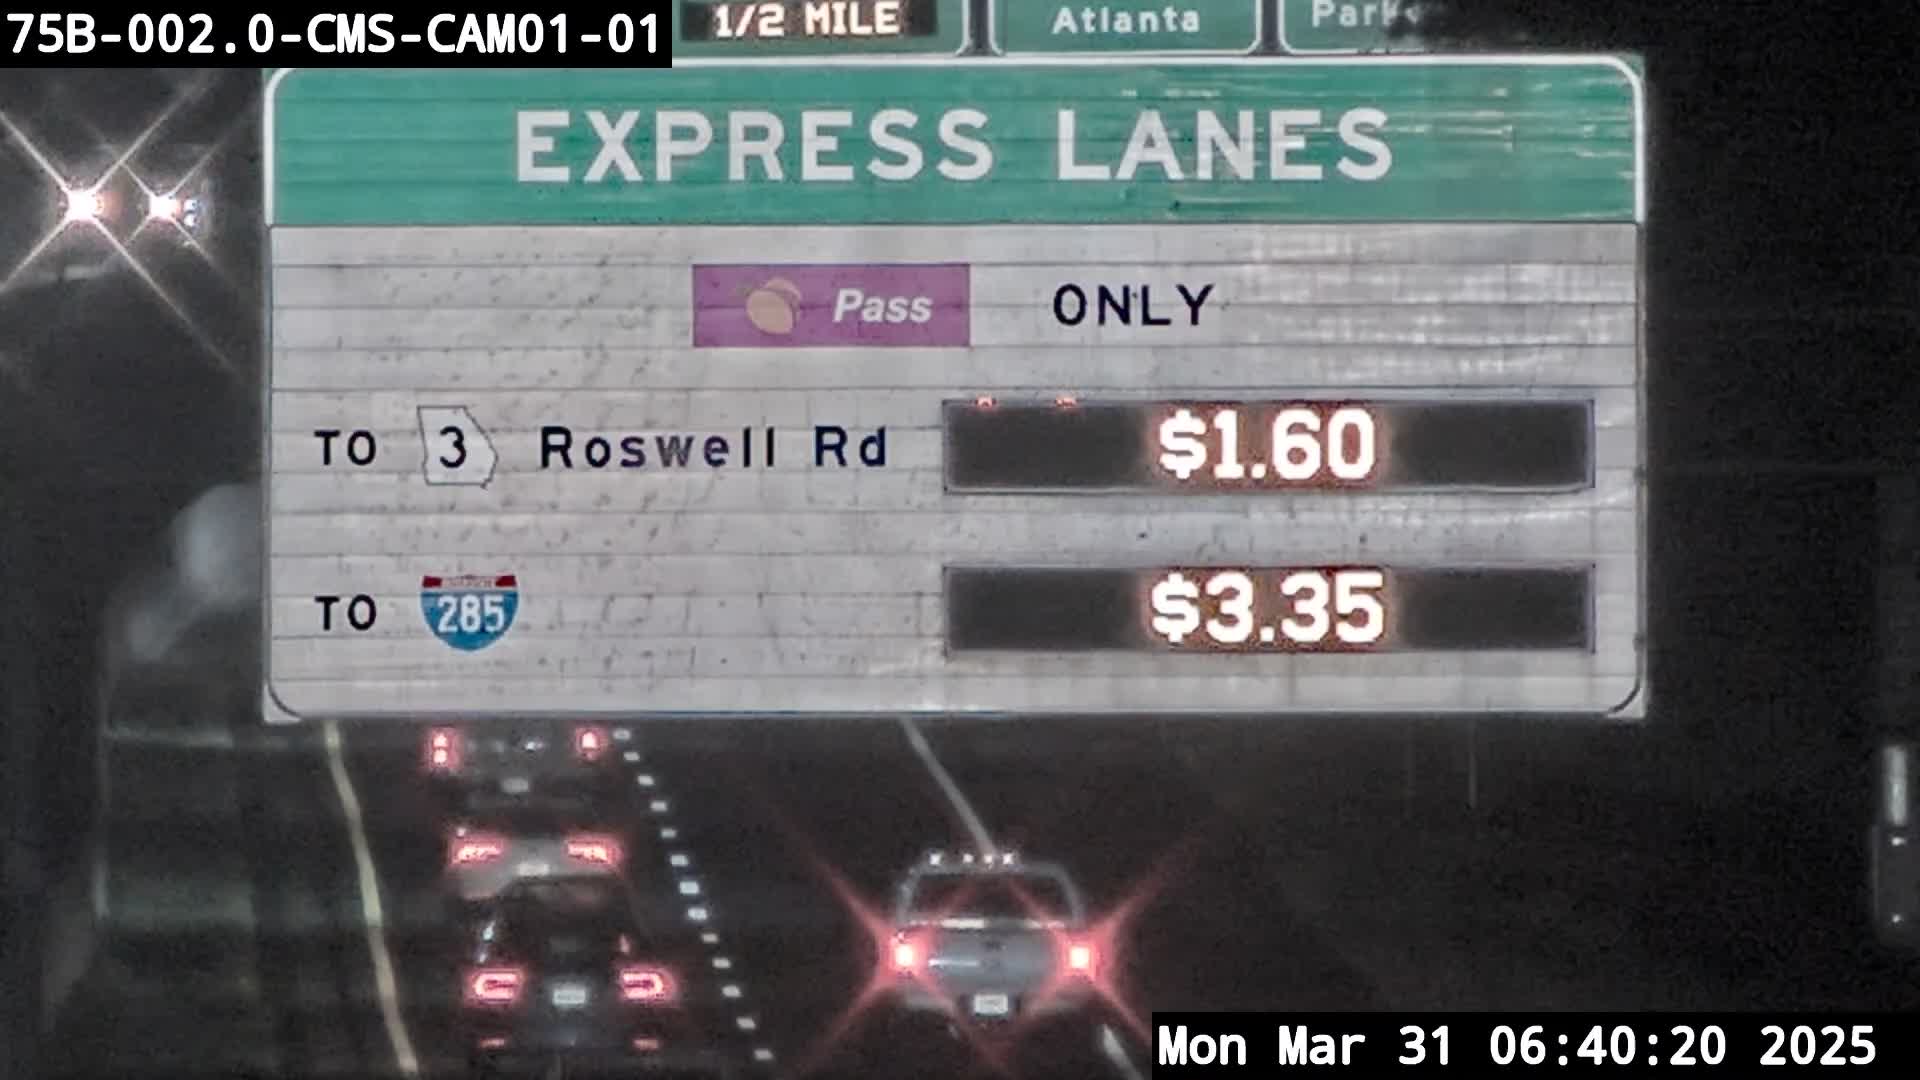 75B-002.0-CMS-CAM01-01
1/2 MILE
Atlanta
EXPRESS LANES
Pass ONLY
TO 3 Roswell Rd $1.60
TO 285 $3.35
Mon Mar 31 06:40:20 2025